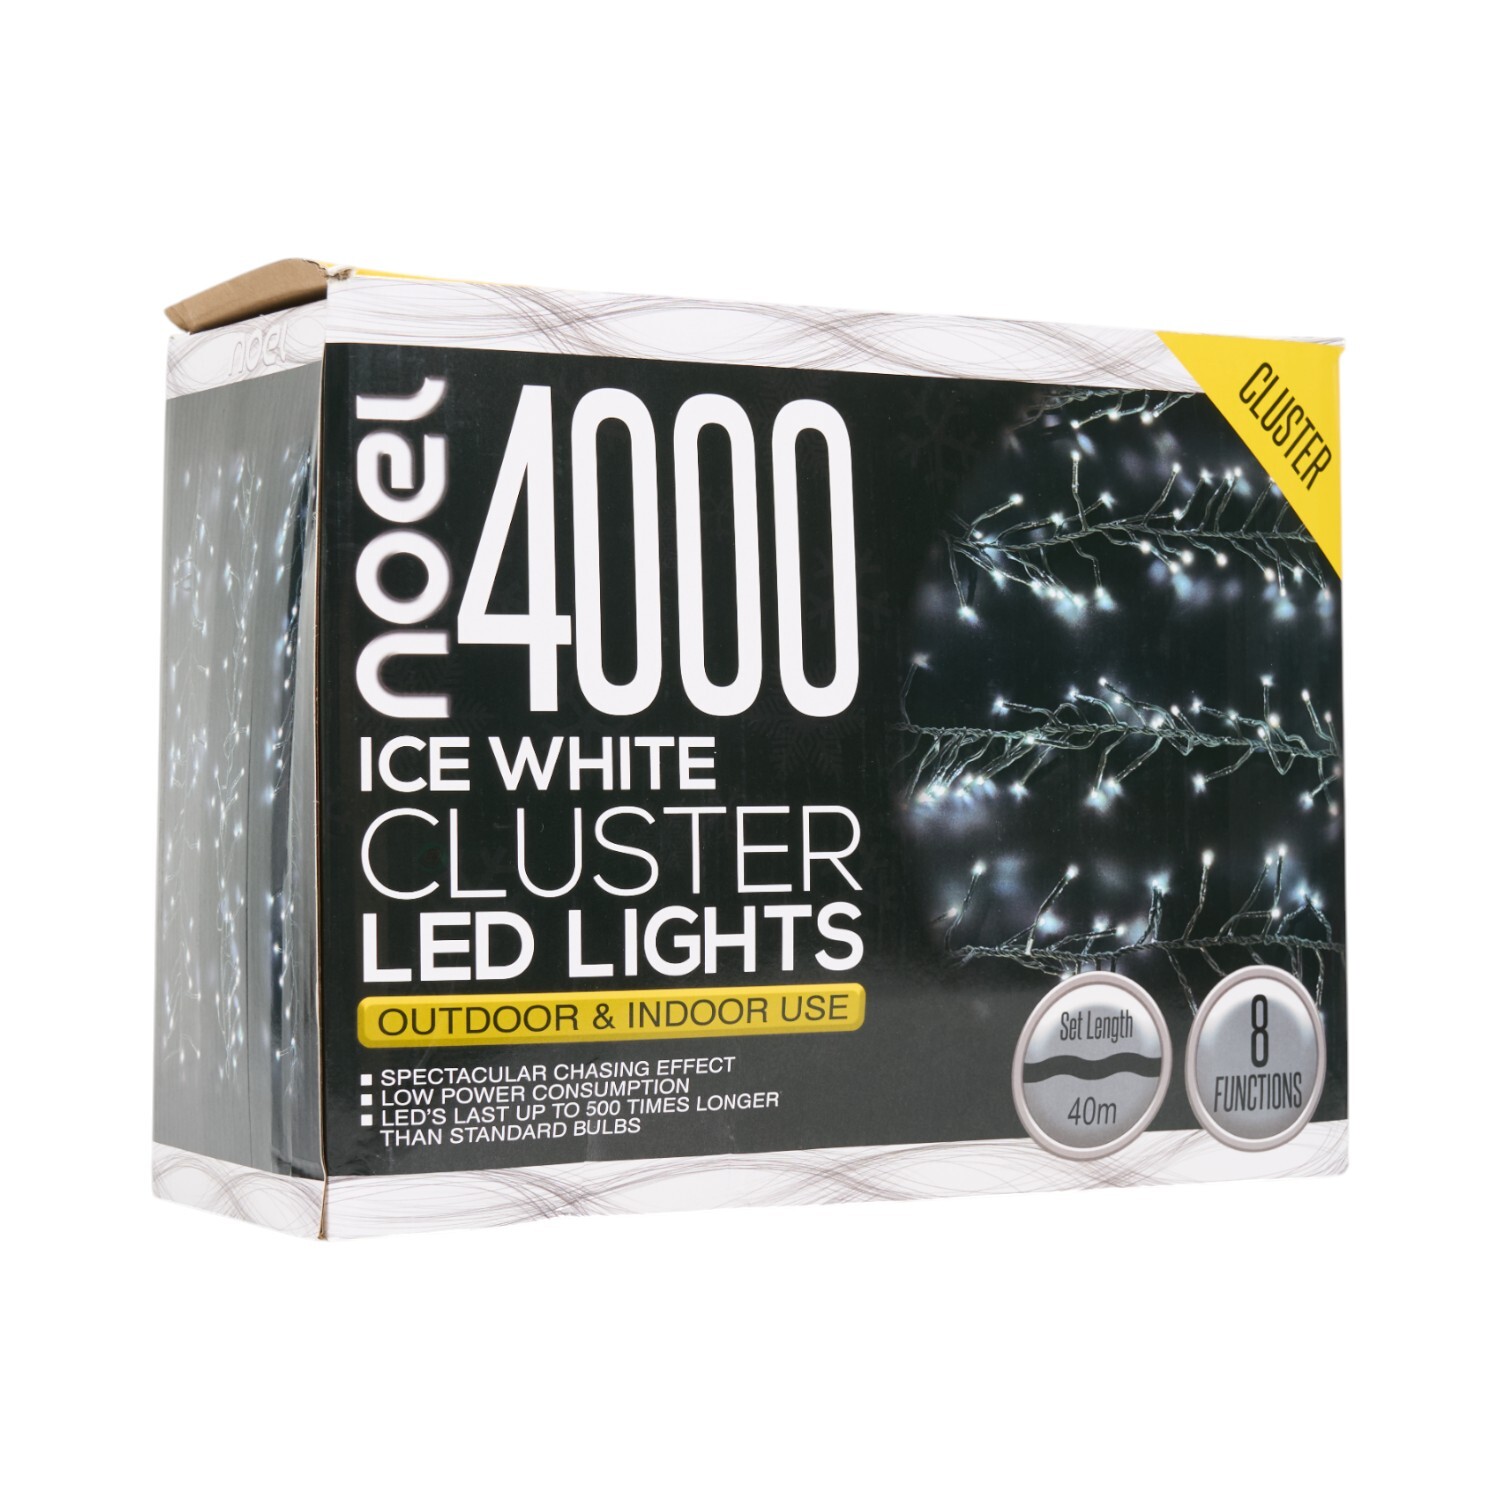 noel
noel
4000
ICE WHITE
CLUSTER
LED LIGHTS
OUTDOOR & INDOOR USE
SPECTACULAR CHASING EFFECT
LOW POWER CONSUMPTION
LED'S LAST UP TO 500 TIMES LONGER
THAN STANDARD BULBS
CLUSTER
Set Length
40m
8
FUNCTIONS